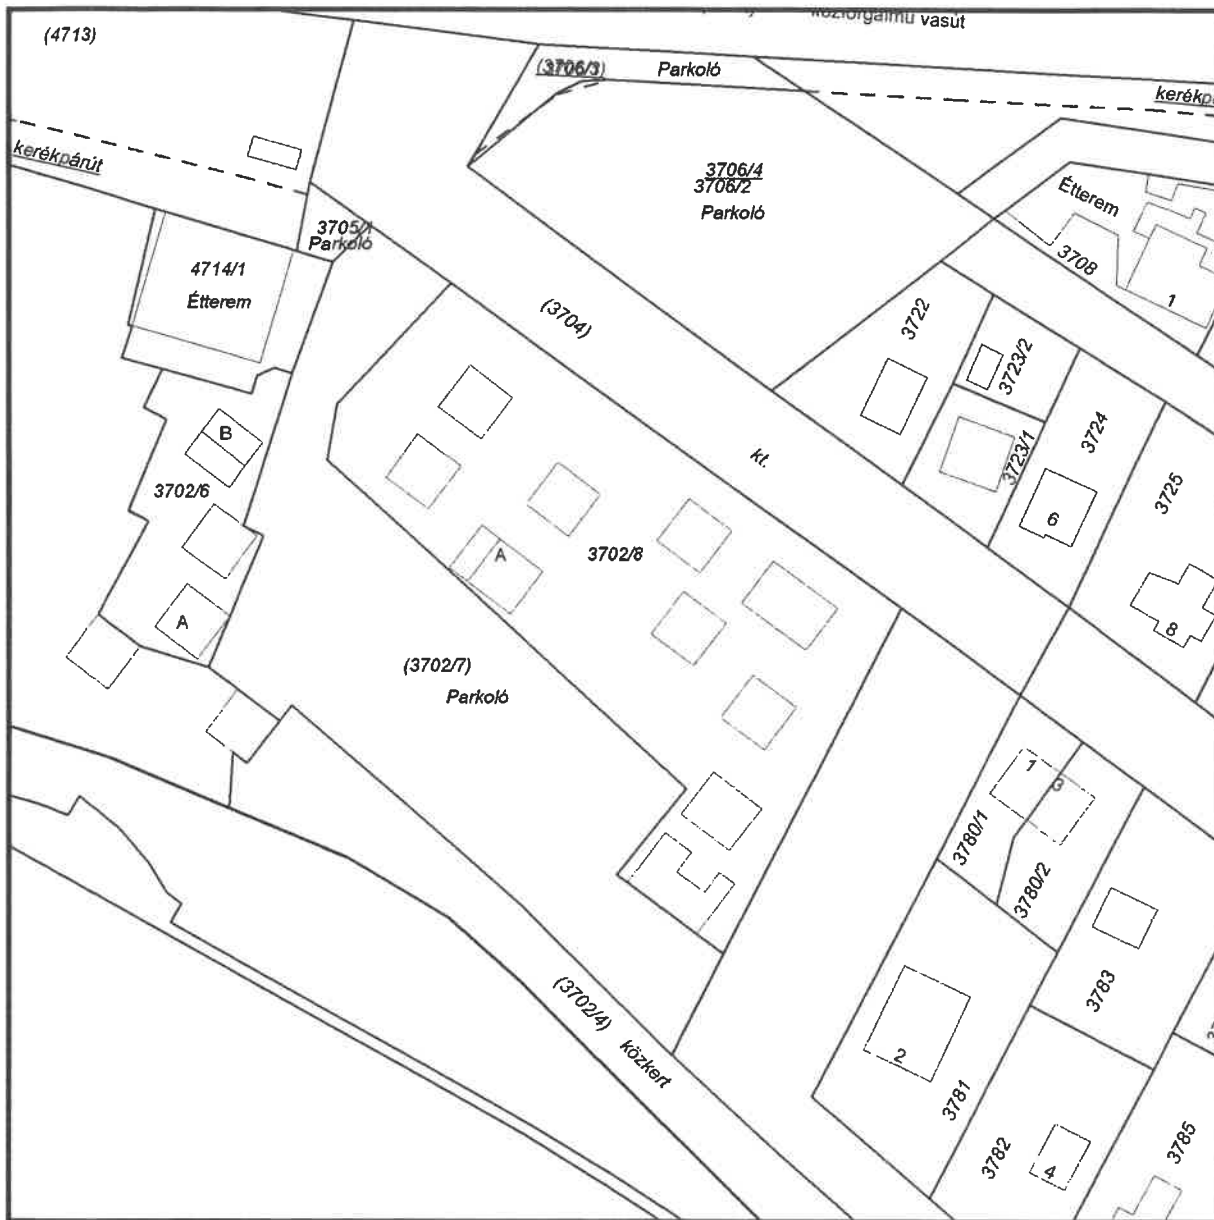 közforgalmú vasút
(4713)
(3706/3)
Parkoló
kerékp
kerékpárút
3706/4
3706/2
Parkoló
Étterem
3705/1
Parkoló
3708
4714/1
Étterem
1
(3704)
3722
3723/2
3724
3723/1
B
kt.
3725
3702/6
6
A
3702/8
A
8
(3702/7)
Parkoló
1
3
3780/1
3780/2
3783
(3702/4)
közkert
2
3781
3782
4
3785